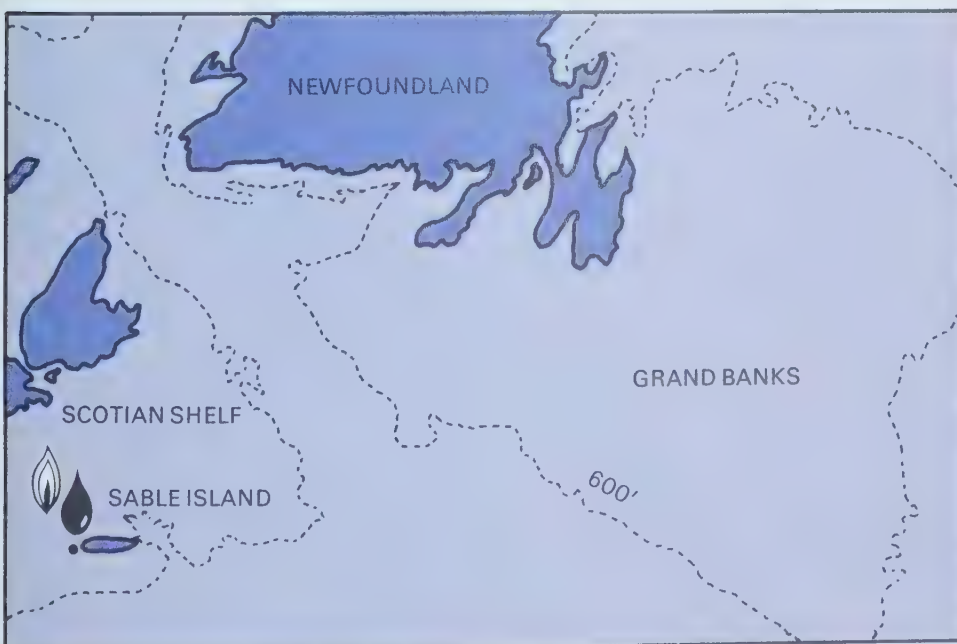 NEWFOUNDLAND
GRAND BANKS
SCOTIAN SHELF
600'
SABLE ISLAND